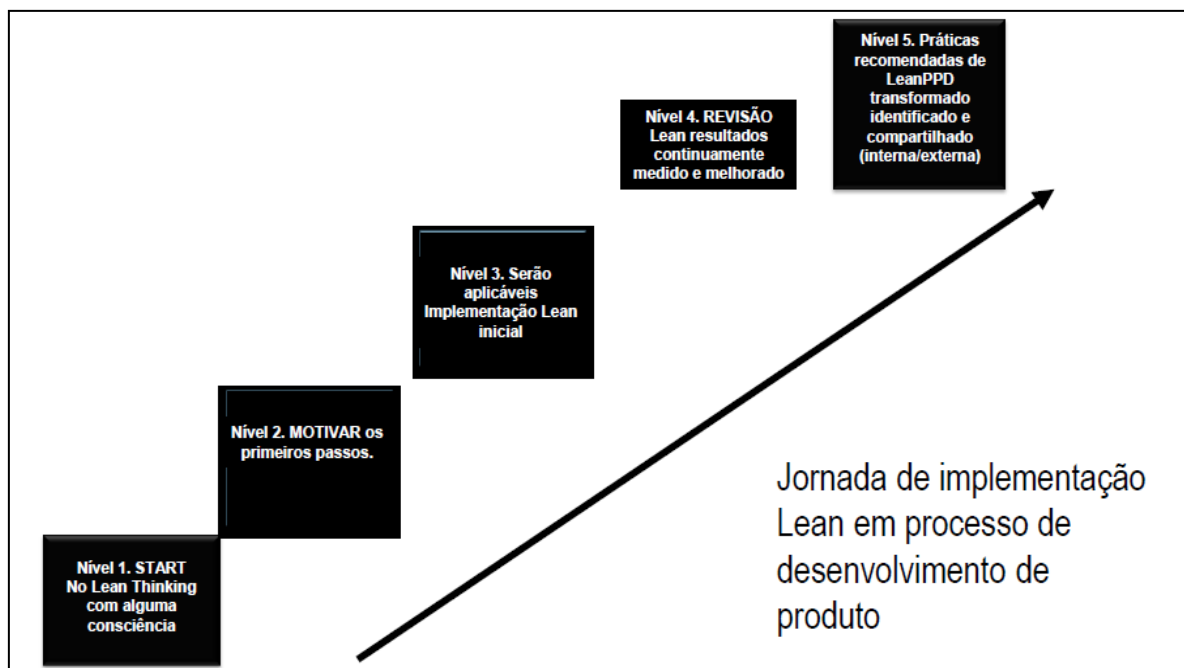 Nível 5. Práticas
recomendadas de
LeanPPD
transformado
identificado e
compartilhado
(interna/externa)
Nível 4. REVISÃO
Lean resultados
continuamente
medido e melhorado
Nível 3. Serão
aplicáveis
Implementação Lean
inicial
Nível 2. MOTIVAR os
primeiros passos.
Nível 1. START
No Lean Thinking
com alguma
consciência
Jornada de implementação
Lean em processo de
desenvolvimento de
produto